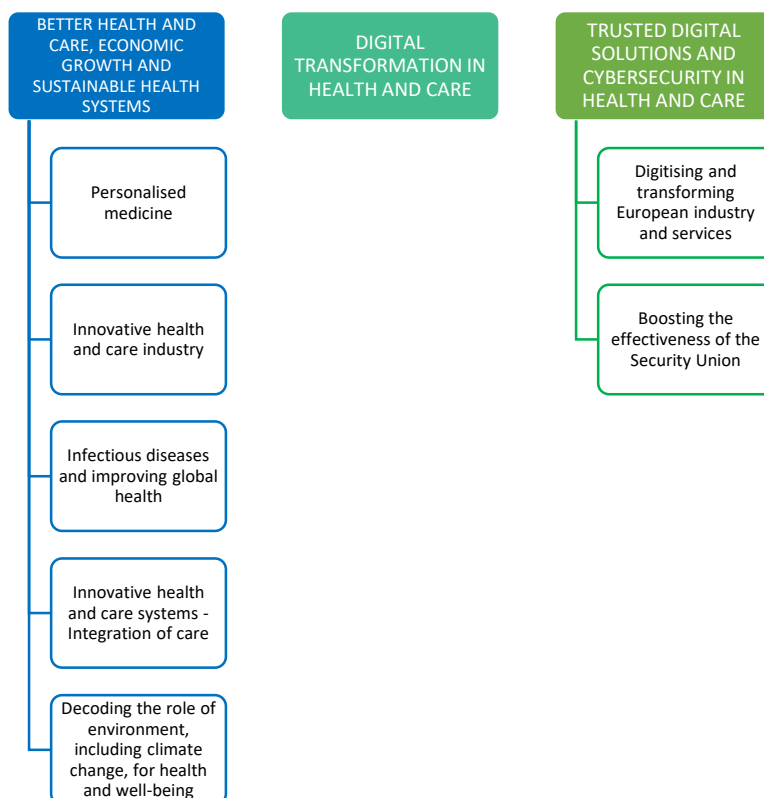 BETTER HEALTH AND
CARE, ECONOMIC
GROWTH AND
SUSTAINABLE HEALTH
SYSTEMS
Personalised
medicine
Innovative health
and care industry
Infectious diseases
and improving global
health
Innovative health
and care systems -
Integration of care
Decoding the role of
environment,
including climate
change, for health
and well-being
DIGITAL
TRANSFORMATION IN
HEALTH AND CARE
TRUSTED DIGITAL
SOLUTIONS AND
CYBERSECURITY IN
HEALTH AND CARE
Digitising and
transforming
European industry
and services
Boosting the
effectiveness of the
Security Union